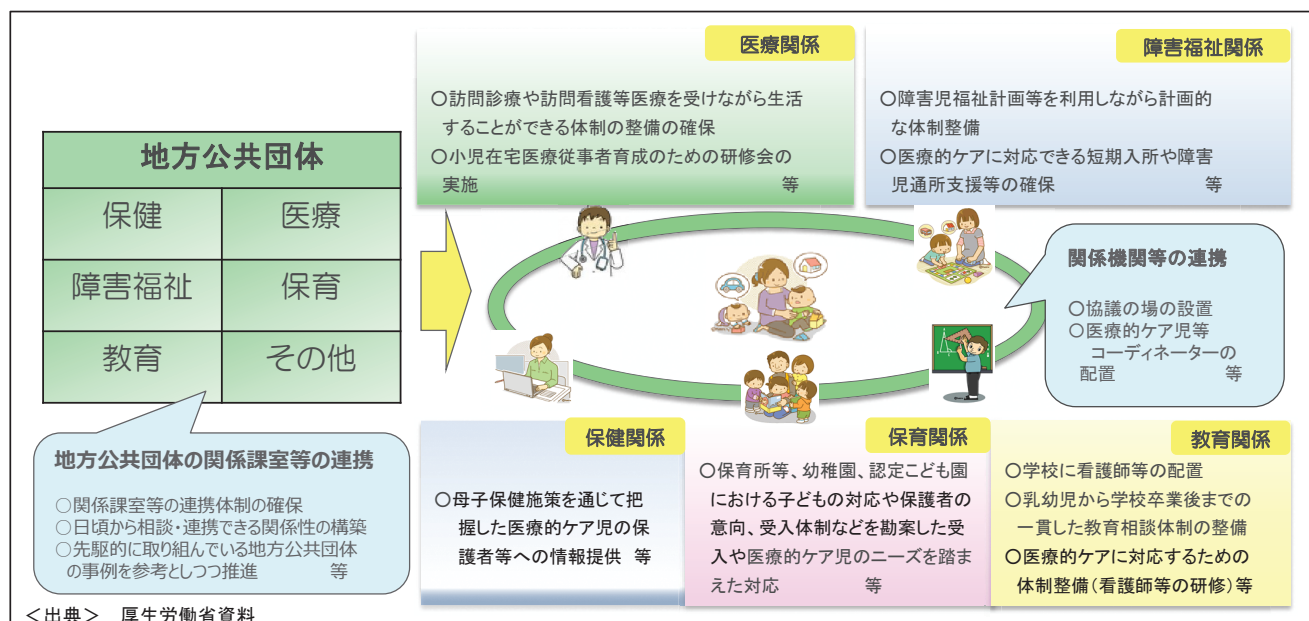 地方公共団体
保健
医療
障害福祉
保育
教育
その他
地方公共団体の関係課室等の連携
○関係課室等の連携体制の確保
○日頃から相談・連携できる関係性の構築
○先駆的に取り組んでいる地方公共団体
の事例を参考としつつ推進 等
医療関係
○訪問診療や訪問看護等医療を受けながら生活
することができる体制の整備の確保
○小児在宅医療従事者育成のための研修会の
実施 等
障害福祉関係
○障害児福祉計画等を利用しながら計画的
な体制整備
○医療的ケアに対応できる短期入所や障害
児通所支援等の確保 等
関係機関等の連携
○協議の場の設置
○医療的ケア児等
コーディネーターの
配置 等
保健関係
○母子保健施策を通じて把
握した医療的ケア児の保
護者等への情報提供 等
保育関係
○保育所等、幼稚園、認定こども園
における子どもの対応や保護者の
意向、受入体制などを勘案した受
入や医療的ケア児のニーズを踏ま
えた対応 等
教育関係
○学校に看護師等の配置
○乳幼児から学校卒業後までの
一貫した教育相談体制の整備
○医療的ケアに対応するための
体制整備(看護師等の研修)等
＜出典＞ 厚生労働省資料